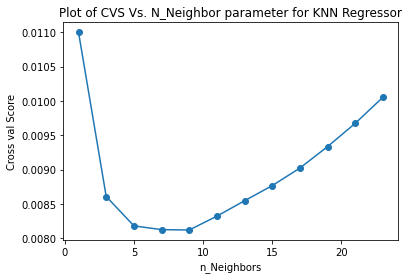 Plot of CVS Vs. N_Neighbor parameter for KNN Regressor
0.0110
0.0105
0.0100
0.0095
0.0090
0.0085
0.0080
Cross val Score
0 5 10 15 20
n_Neighbors